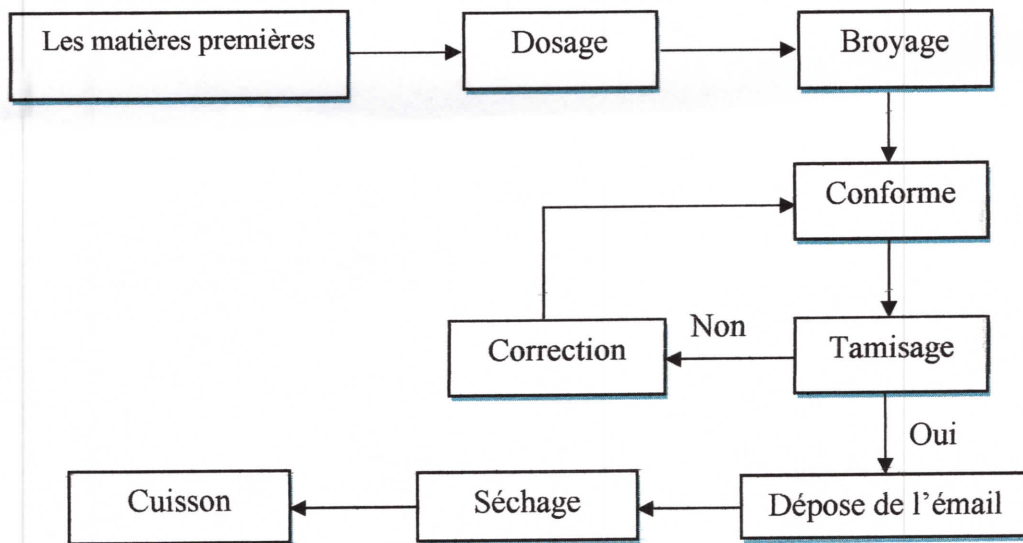 Les matières premières
Dosage
Broyage
Conforme
Non
Correction
Tamisage
Oui
Cuisson
Séchage
Dépose de l'émail